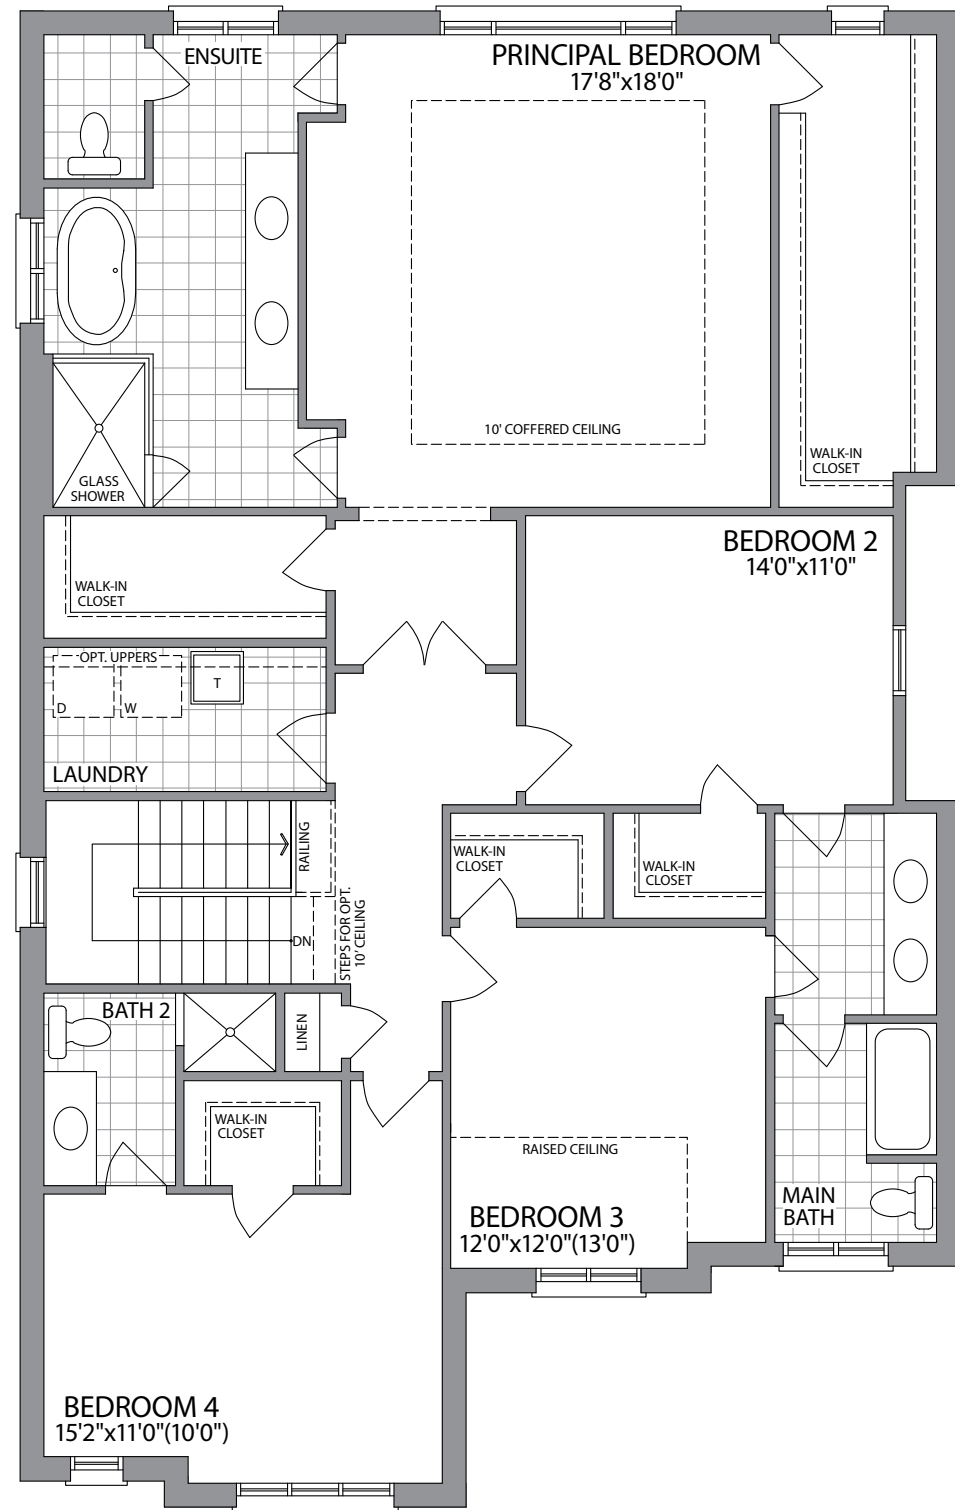 ENSUITE
PRINCIPAL BEDROOM
17'8"x18'0"
10' COFFERED CEILING
WALK-IN
CLOSET
GLASS
SHOWER
BEDROOM 2
14'0"x11'0"
WALK-IN
CLOSET
OPT. UPPERS
D
W
T
LAUNDRY
RAILING
WALK-IN
CLOSET
WALK-IN
CLOSET
DN
STEPS FOR OPT.
10' CEILING
BATH 2
LINEN
WALK-IN
CLOSET
RAISED CEILING
MAIN
BATH
BEDROOM 3
12'0"x12'0"(13'0")
BEDROOM 4
15'2"x11'0"(10'0")